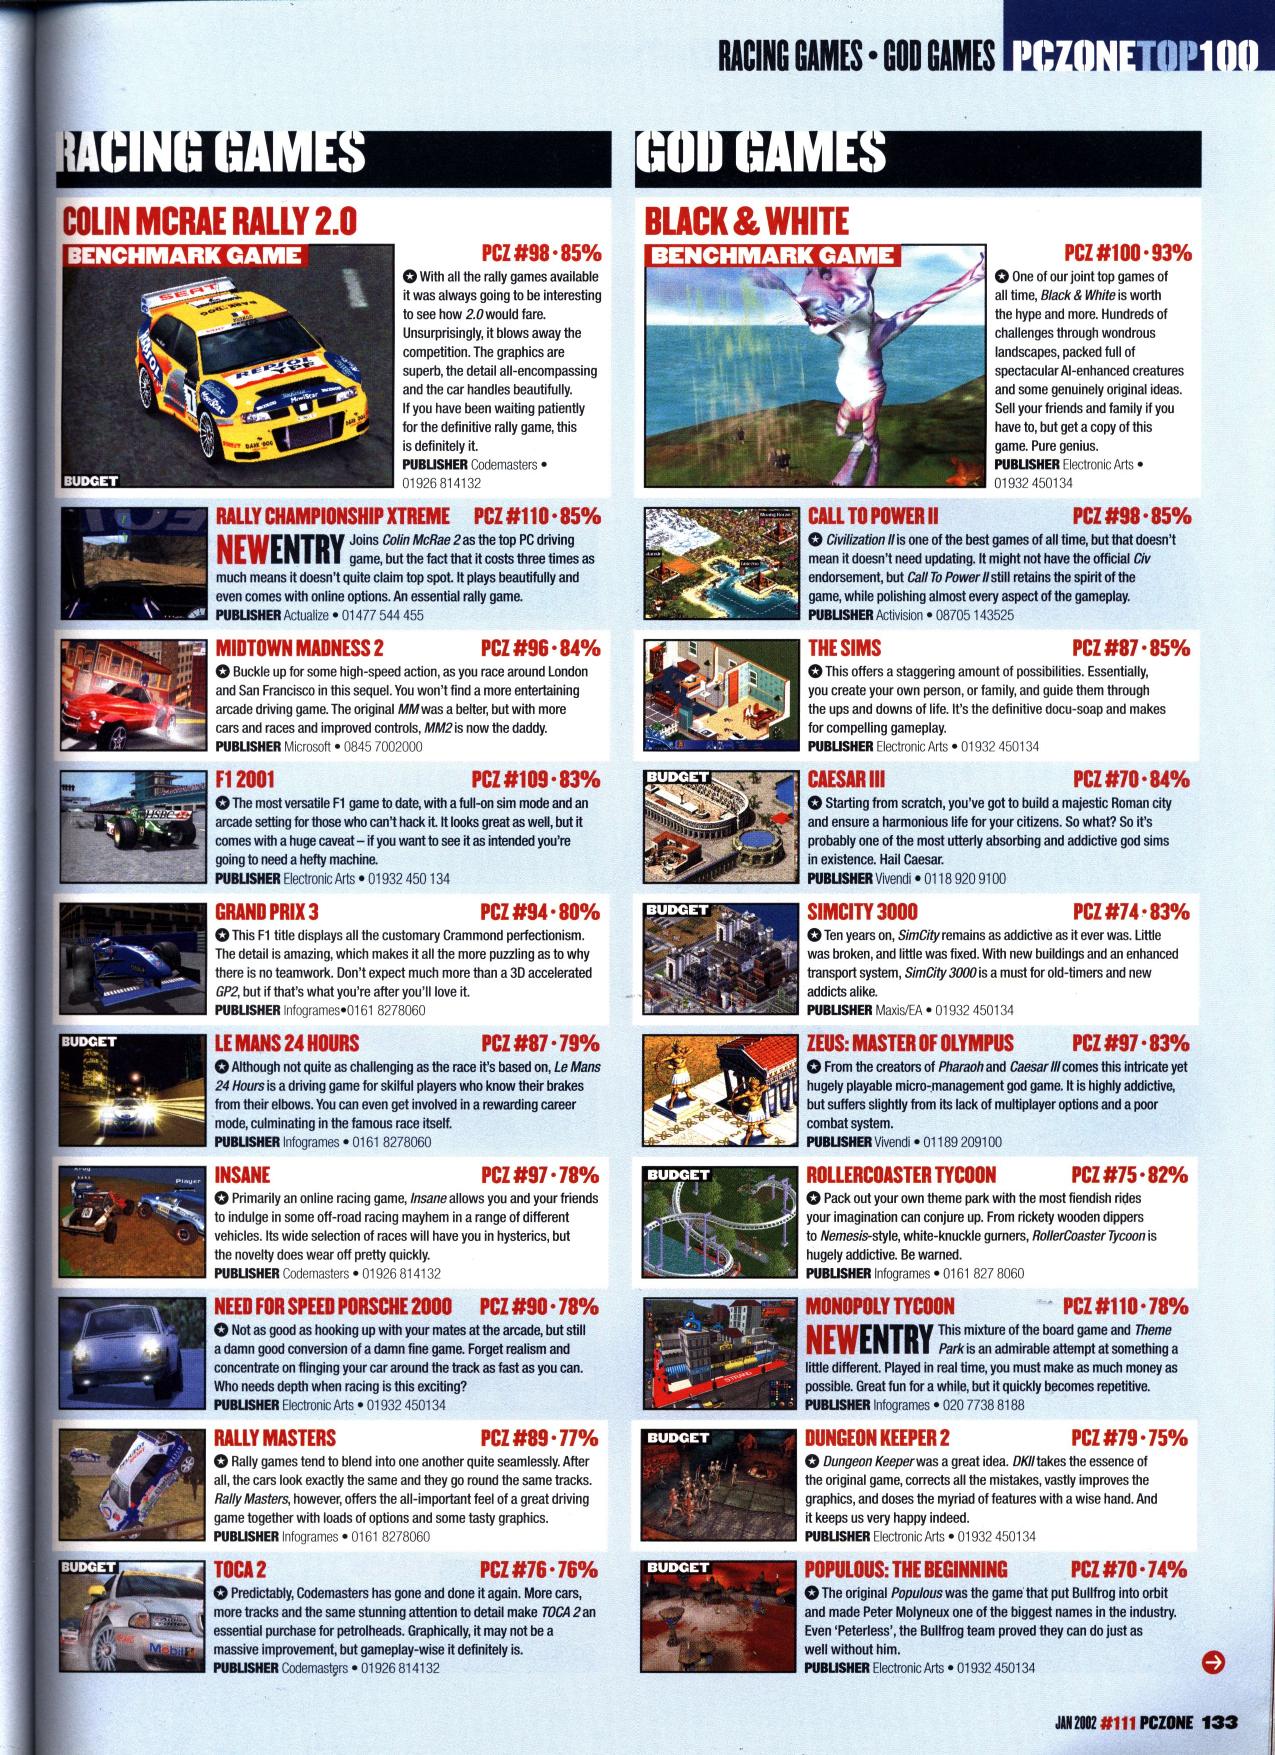 RACING GAMES • GOD GAMES PCZONETOP100
RACING GAMES
COLIN MCRAE RALLY 2.0
BENCHMARK GAME
PCZ #98 • 85%
With all the rally games available
it was always going to be interesting
to see how 2.0 would fare.
Unsurprisingly, it blows away the
competition. The graphics are
superb, the detail all-encompassing
and the car handles beautifully.
If you have been waiting patiently
for the definitive rally game, this
is definitely it.
PUBLISHER Codemasters •
01926 814132
BUDGET
RALLY CHAMPIONSHIP XTREME PCZ #110 • 85%
NEWENTRY Joins Colin McRae 2 as the top PC driving
game, but the fact that it costs three times as
much means it doesn't quite claim top spot. It plays beautifully and
even comes with online options. An essential rally game.
PUBLISHER Actualize • 01477 544 455
MIDTOWN MADNESS 2 PCZ #96 • 84%
Buckle up for some high-speed action, as you race around London
and San Francisco in this sequel. You won't find a more entertaining
arcade driving game. The original MM was a belter, but with more
cars and races and improved controls, MM2 is now the daddy.
PUBLISHER Microsoft • 0845 7002000
F1 2001 PCZ #109 • 83%
The most versatile F1 game to date, with a full-on sim mode and an
arcade setting for those who can't hack it. It looks great as well, but it
comes with a huge caveat – if you want to see it as intended you're
going to need a hefty machine.
PUBLISHER Electronic Arts • 01932 450 134
GRAND PRIX 3 PCZ #94 • 80%
This F1 title displays all the customary Crammond perfectionism.
The detail is amazing, which makes it all the more puzzling as to why
there is no teamwork. Don't expect much more than a 3D accelerated
GP2, but if that's what you're after you'll love it.
PUBLISHER Infogrames•0161 8278060
BUDGET
LE MANS 24 HOURS PCZ #87 • 79%
Although not quite as challenging as the race it's based on, Le Mans
24 Hours is a driving game for skilful players who know their brakes
from their elbows. You can even get involved in a rewarding career
mode, culminating in the famous race itself.
PUBLISHER Infogrames • 0161 8278060
INSANE PCZ #97 • 78%
Primarily an online racing game, Insane allows you and your friends
to indulge in some off-road racing mayhem in a range of different
vehicles. Its wide selection of races will have you in hysterics, but
the novelty does wear off pretty quickly.
PUBLISHER Codemasters • 01926 814132
NEED FOR SPEED PORSCHE 2000 PCZ #90 • 78%
Not as good as hooking up with your mates at the arcade, but still
a damn good conversion of a damn fine game. Forget realism and
concentrate on flinging your car around the track as fast as you can.
Who needs depth when racing is this exciting?
PUBLISHER Electronic Arts • 01932 450134
RALLY MASTERS PCZ #89 • 77%
Rally games tend to blend into one another quite seamlessly. After
all, the cars look exactly the same and they go round the same tracks.
Rally Masters, however, offers the all-important feel of a great driving
game together with loads of options and some tasty graphics.
PUBLISHER Infogrames • 0161 8278060
BUDGET
TOCA 2 PCZ #76 • 76%
Predictably, Codemasters has gone and done it again. More cars,
more tracks and the same stunning attention to detail make TOCA 2 an
essential purchase for petrolheads. Graphically, it may not be a
massive improvement, but gameplay-wise it definitely is.
PUBLISHER Codemasters • 01926 814132
GOD GAMES
BLACK & WHITE
BENCHMARK GAME
PCZ #100 • 93%
One of our joint top games of
all time, Black & White is worth
the hype and more. Hundreds of
challenges through wondrous
landscapes, packed full of
spectacular AI-enhanced creatures
and some genuinely original ideas.
Sell your friends and family if you
have to, but get a copy of this
game. Pure genius.
PUBLISHER Electronic Arts •
01932 450134
CALL TO POWER II PCZ #98 • 85%
Civilization II is one of the best games of all time, but that doesn't
mean it doesn't need updating. It might not have the official Civ
endorsement, but Call To Power II still retains the spirit of the
game, while polishing almost every aspect of the gameplay.
PUBLISHER Activision • 08705 143525
THE SIMS PCZ #87 • 85%
This offers a staggering amount of possibilities. Essentially,
you create your own person, or family, and guide them through
the ups and downs of life. It's the definitive docu-soap and makes
for compelling gameplay.
PUBLISHER Electronic Arts • 01932 450134
BUDGET
CAESAR III PCZ #70 • 84%
Starting from scratch, you've got to build a majestic Roman city
and ensure a harmonious life for your citizens. So what? So it's
probably one of the most utterly absorbing and addictive god sims
in existence. Hail Caesar.
PUBLISHER Vivendi • 0118 920 9100
BUDGET
SIMCITY 3000 PCZ #74 • 83%
Ten years on, SimCity remains as addictive as it ever was. Little
was broken, and little was fixed. With new buildings and an enhanced
transport system, SimCity 3000 is a must for old-timers and new
addicts alike.
PUBLISHER Maxis/EA • 01932 450134
ZEUS: MASTER OF OLYMPUS PCZ #97 • 83%
From the creators of Pharaoh and Caesar III comes this intricate yet
hugely playable micro-management god game. It is highly addictive,
but suffers slightly from its lack of multiplayer options and a poor
combat system.
PUBLISHER Vivendi • 01189 209100
BUDGET
ROLLERCOASTER TYCOON PCZ #75 • 82%
Pack out your own theme park with the most fiendish rides
your imagination can conjure up. From rickety wooden dippers
to Nemesis-style, white-knuckle gurners, RollerCoaster Tycoon is
hugely addictive. Be warned.
PUBLISHER Infogrames • 0161 827 8060
MONOPOLY TYCOON PCZ #110 • 78%
NEWENTRY This mixture of the board game and Theme
Park is an admirable attempt at something a
little different. Played in real time, you must make as much money as
possible. Great fun for a while, but it quickly becomes repetitive.
PUBLISHER Infogrames • 020 7738 8188
BUDGET
DUNGEON KEEPER 2 PCZ #79 • 75%
Dungeon Keeper was a great idea. DKII takes the essence of
the original game, corrects all the mistakes, vastly improves the
graphics, and doses the myriad of features with a wise hand. And
it keeps us very happy indeed.
PUBLISHER Electronic Arts • 01932 450134
BUDGET
POPULOUS: THE BEGINNING PCZ #70 • 74%
The original Populous was the game that put Bullfrog into orbit
and made Peter Molyneux one of the biggest names in the industry.
Even 'Peterless', the Bullfrog team proved they can do just as
well without him.
PUBLISHER Electronic Arts • 01932 450134
JAN 2002 #111 PCZONE 133
SEAT
REPSOL
YPF
MoviStar
HSBC
Player
Mobil